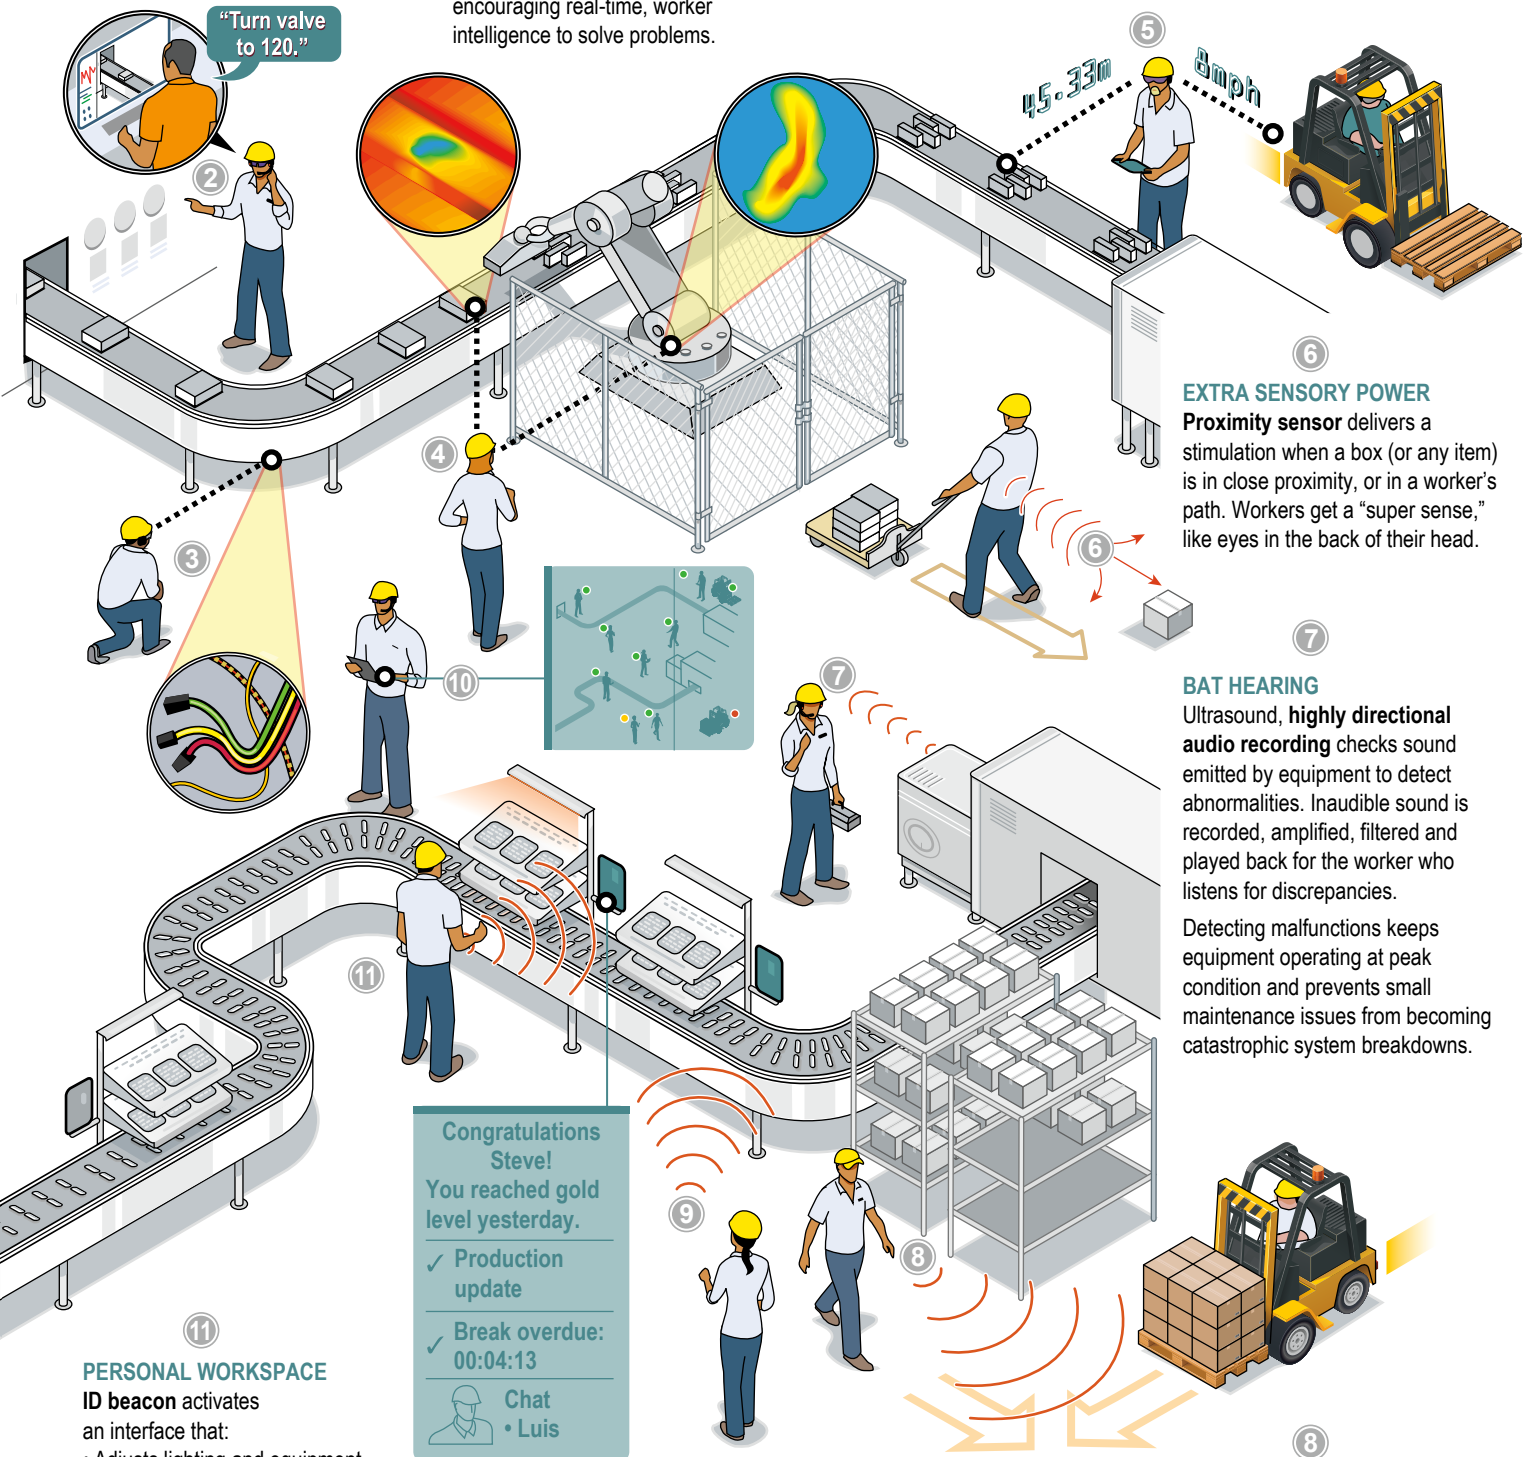 encouraging real-time, worker
intelligence to solve problems.
"Turn valve
to 120."
2
5
45.33m
8mph
4
3
6
EXTRA SENSORY POWER
Proximity sensor delivers a
stimulation when a box (or any item)
is in close proximity, or in a worker's
path. Workers get a "super sense,"
like eyes in the back of their head.
6
10
7
7
BAT HEARING
Ultrasound, highly directional
audio recording checks sound
emitted by equipment to detect
abnormalities. Inaudible sound is
recorded, amplified, filtered and
played back for the worker who
listens for discrepancies.
Detecting malfunctions keeps
equipment operating at peak
condition and prevents small
maintenance issues from becoming
catastrophic system breakdowns.
11
Congratulations
Steve!
You reached gold
level yesterday.
✓ Production
update
✓ Break overdue:
00:04:13
Chat
• Luis
9
8
11
PERSONAL WORKSPACE
ID beacon activates
an interface that:
• Adjusts lighting and equipment
8